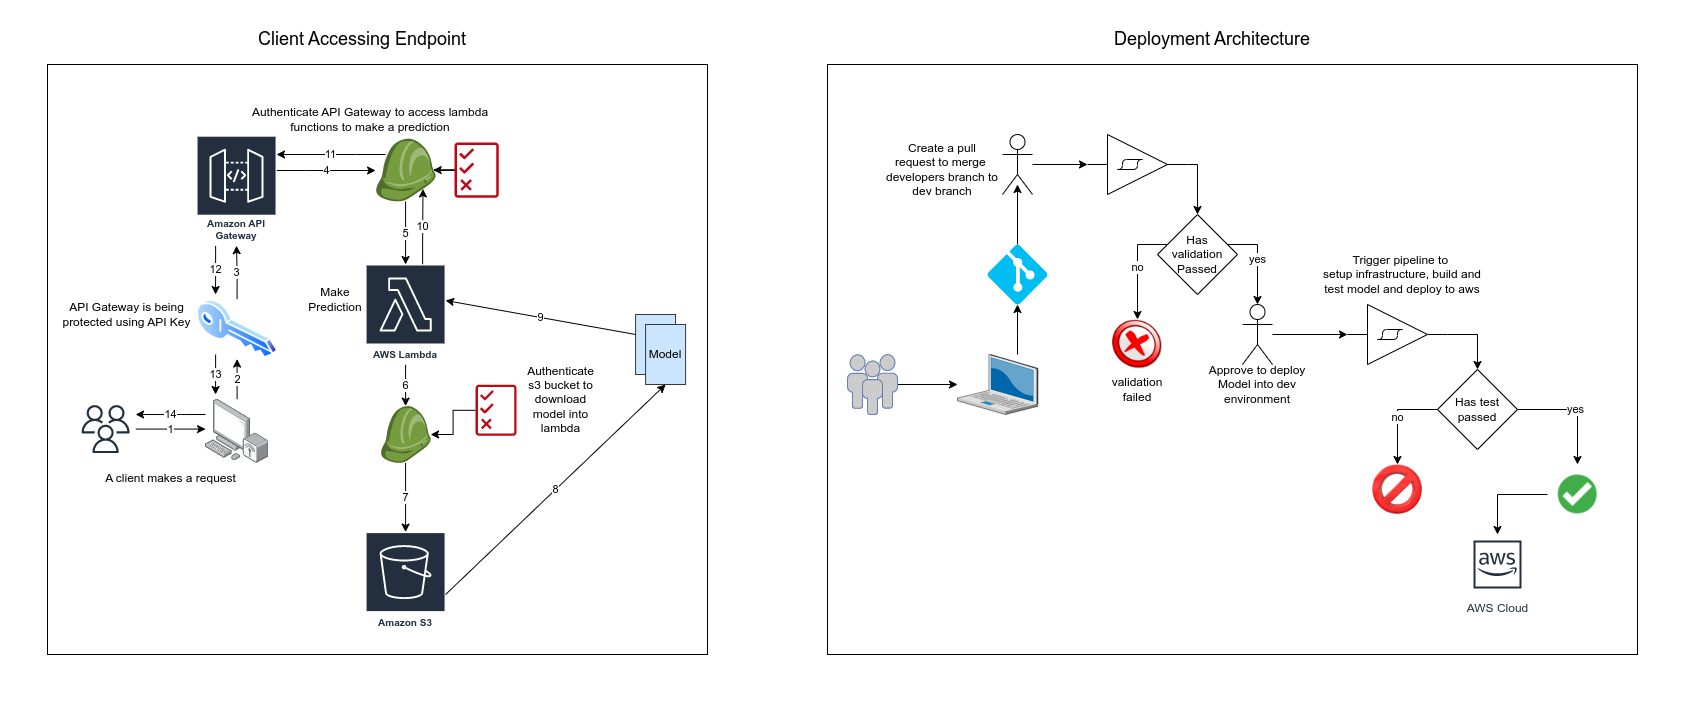 Client Accessing Endpoint
Authenticate API Gateway to access lambda
functions to make a prediction
11
4
Amazon API
Gateway
5
10
12
3
API Gateway is being
protected using API Key
Make
Prediction
AWS Lambda
9
Model
13
2
6
14
1
A client makes a request
Authenticate
s3 bucket to
download
model into
lambda
7
8
Amazon S3
Deployment Architecture
Create a pull
request to merge
developers branch to
dev branch
Has
validation
Passed
no
yes
validation
failed
Trigger pipeline to
setup infrastructure, build and
test model and deploy to aws
Approve to deploy
Model into dev
environment
Has test
passed
no
yes
aws
AWS Cloud